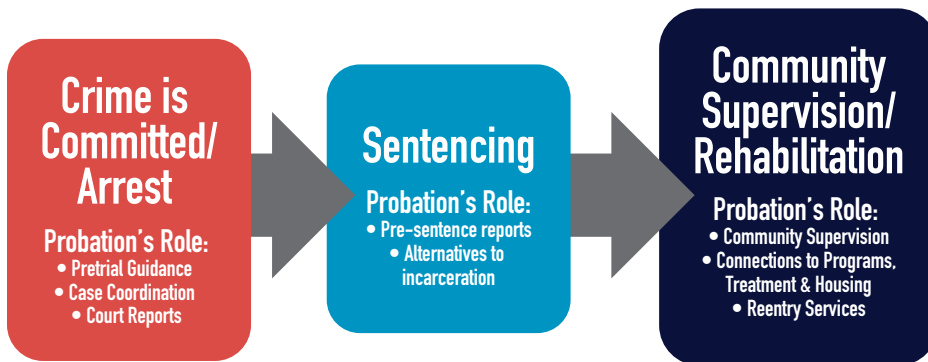 Crime is
Committed/
Arrest
Probation's Role:
• Pretrial Guidance
• Case Coordination
• Court Reports
Sentencing
Probation's Role:
• Pre-sentence reports
• Alternatives to
incarceration
Community
Supervision/
Rehabilitation
Probation's Role:
• Community Supervision
• Connections to Programs,
Treatment & Housing
• Reentry Services